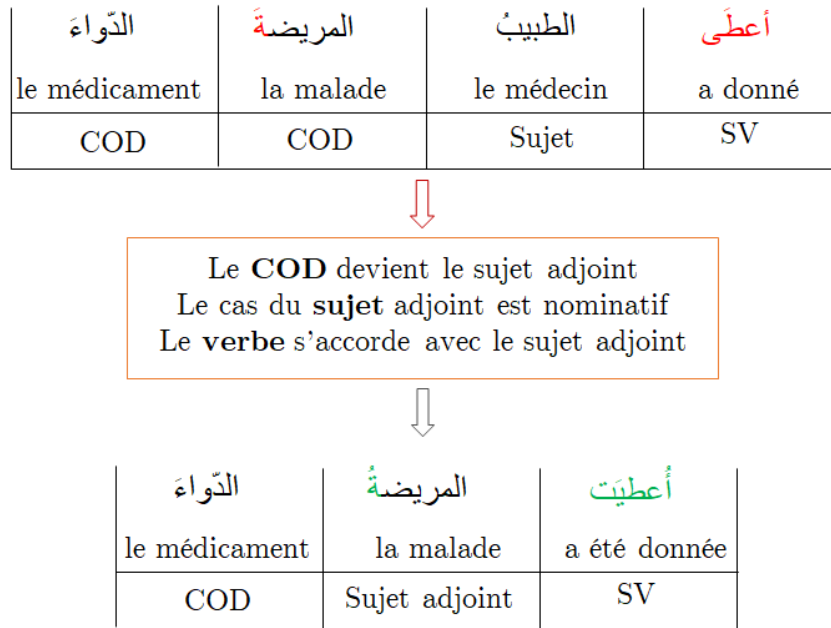 أعطَى الطبيبُ المريضةَ الدّواءَ
le médicament la malade le médecin a donné
COD COD Sujet SV
Le COD devient le sujet adjoint
Le cas du sujet adjoint est nominatif
Le verbe s'accorde avec le sujet adjoint
أُعطيَت المريضةُ الدّواءَ
le médicament la malade a été donnée
COD Sujet adjoint SV